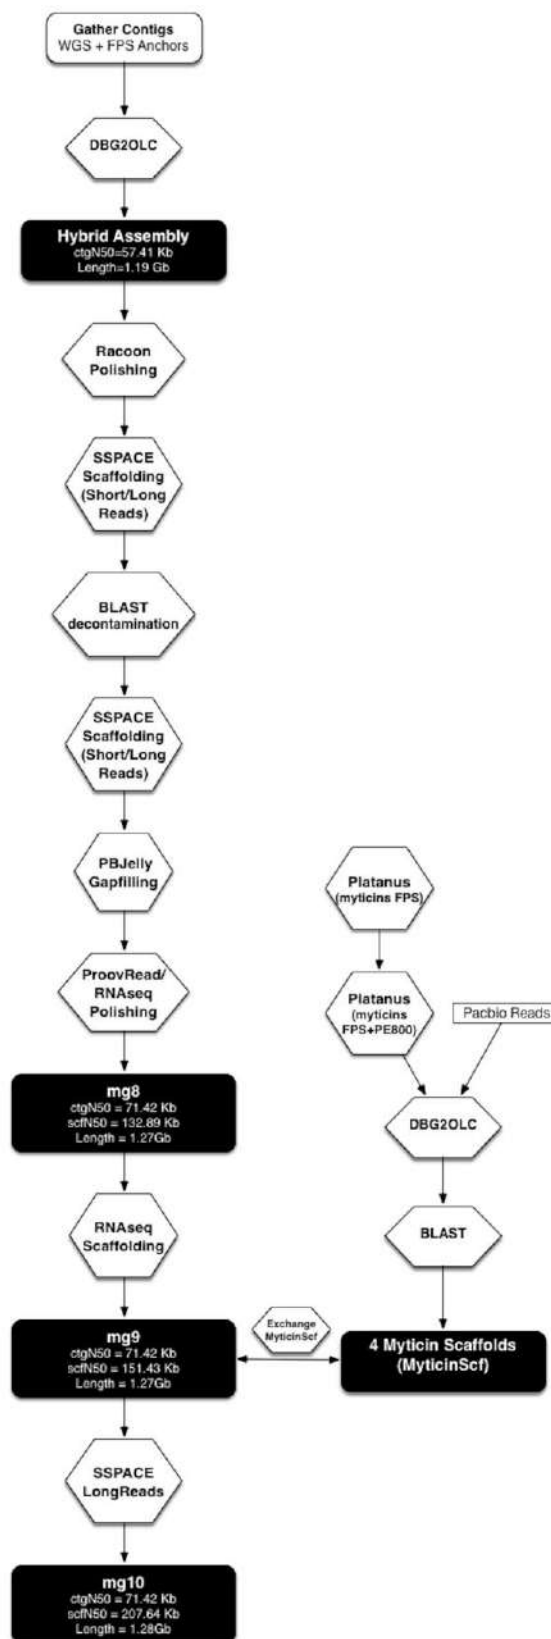 Gather Contigs
WGS + FPS Anchors
DBG2OLC
Hybrid Assembly
ctgN50=57.41 Kb
Length=1.19 Gb
Racoon
Polishing
SSPACE
Scaffolding
(Short/Long
Reads)
BLAST
decontamination
SSPACE
Scaffolding
(Short/Long
Reads)
PBJelly
Gapfilling
ProovRead/
RNAseq
Polishing
mg8
ctgN50 = 71.42 Kb
scfN50 = 132.89 Kb
Length = 1.27Gb
RNAseq
Scaffolding
mg9
ctgN50 = 71.42 Kb
scfN50 = 151.43 Kb
Length = 1.27Gb
SSPACE
LongReads
mg10
ctgN50 = 71.42 Kb
scfN50 = 207.64 Kb
Length = 1.28Gb
Platanus
(myticins FPS)
Platanus
(myticins
FPS+PE800)
Pacbio Reads
DBG2OLC
BLAST
Exchange
MyticinScf
4 Myticin Scaffolds
(MyticinScf)